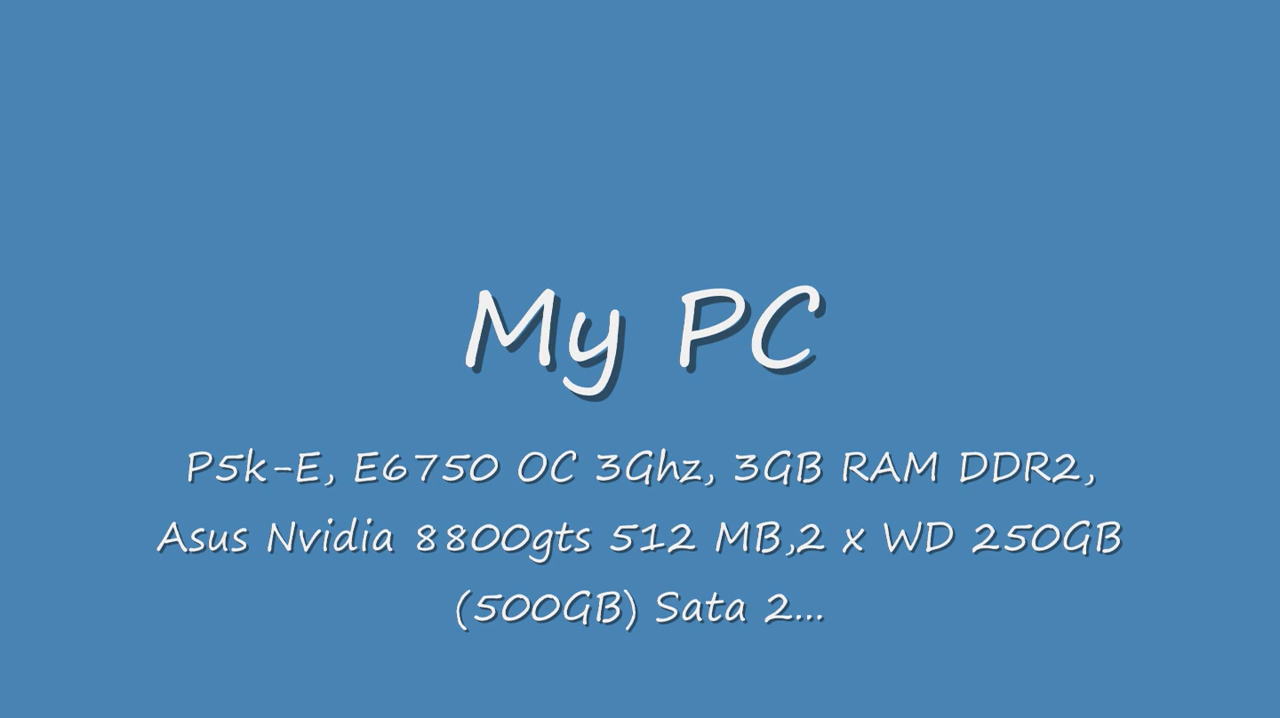 My PC
P5k-E, E6750 OC 3Ghz, 3GB RAM DDR2,
Asus Nvidia 8800gts 512 MB,2 x WD 250GB
(500GB) Sata 2...